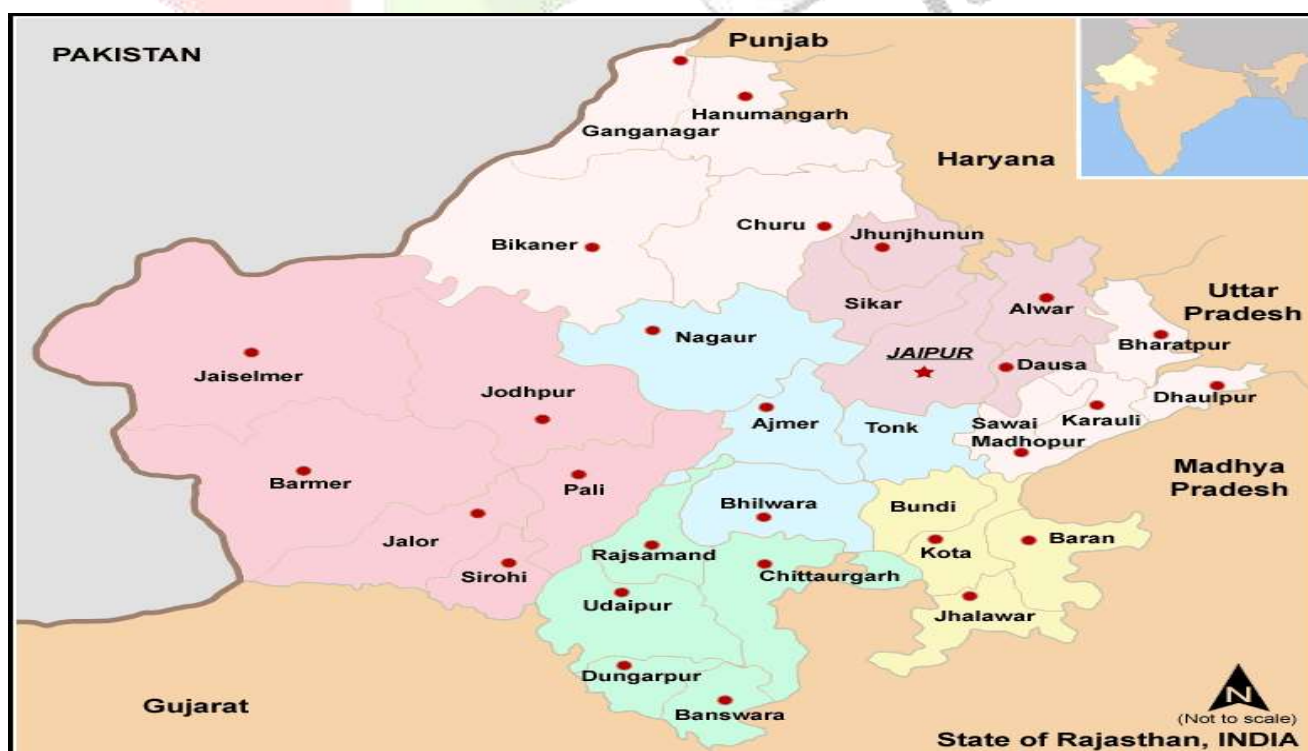 PAKISTAN
Punjab
Hanumangarh
Ganganagar
Haryana
Churu
Jhunjhunun
Bikaner
Sikar
Alwar
Uttar
Pradesh
Nagaur
Bharatpur
JAIPUR
Dausa
Jaiselmer
Jodhpur
Dhaulpur
Ajmer
Tonk
Sawai
Madhopur
Karauli
Madhya
Pradesh
Barmer
Pali
Bhilwara
Bundi
Jalor
Rajsamand
Kota
Baran
Sirohi
Chittaurgarh
Udaipur
Jhalawar
Dungarpur
Banswara
Gujarat
N
(Not to scale)
State of Rajasthan, INDIA